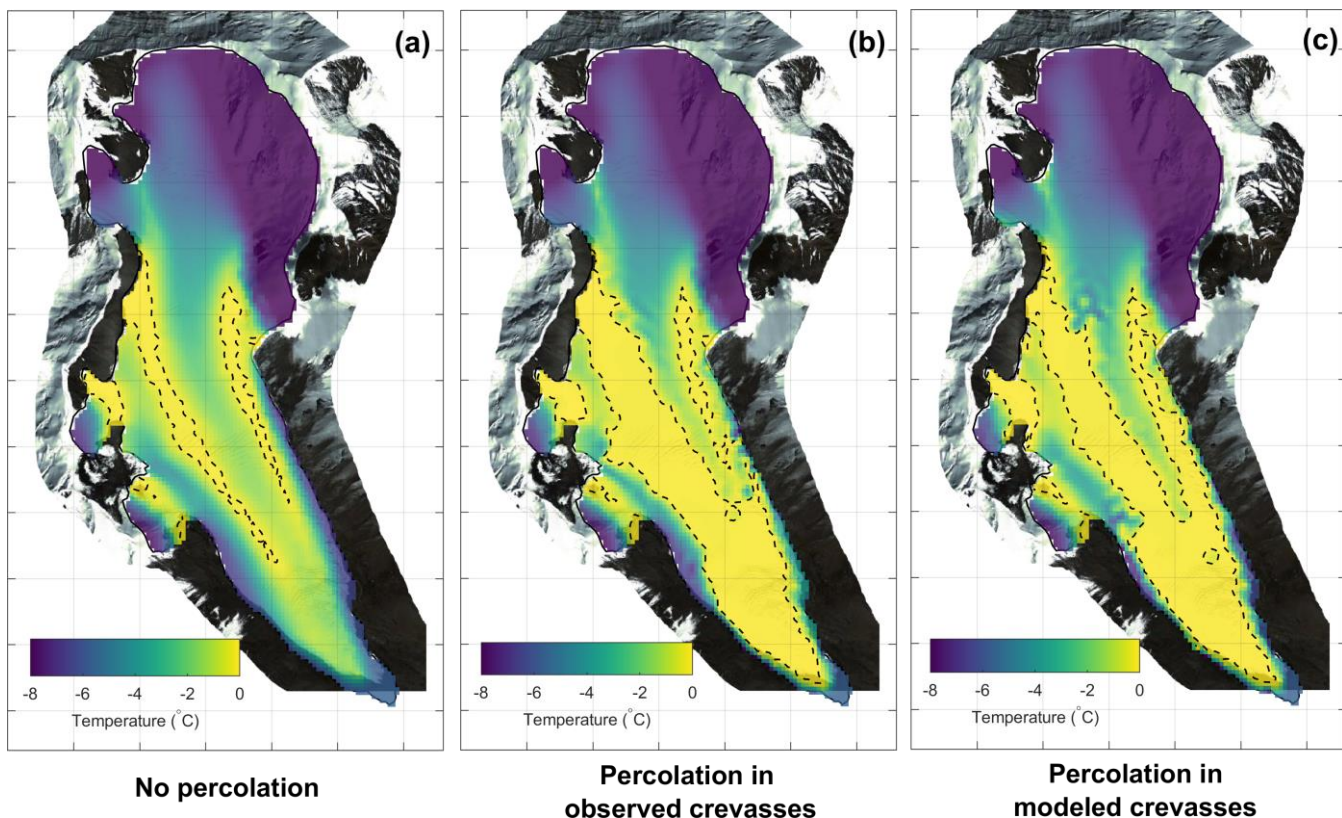 (a)
(b)
(c)
-8 -6 -4 -2 0
Temperature (°C)
-8 -6 -4 -2 0
Temperature (°C)
-8 -6 -4 -2 0
Temperature (°C)
No percolation
Percolation in
observed crevasses
Percolation in
modeled crevasses